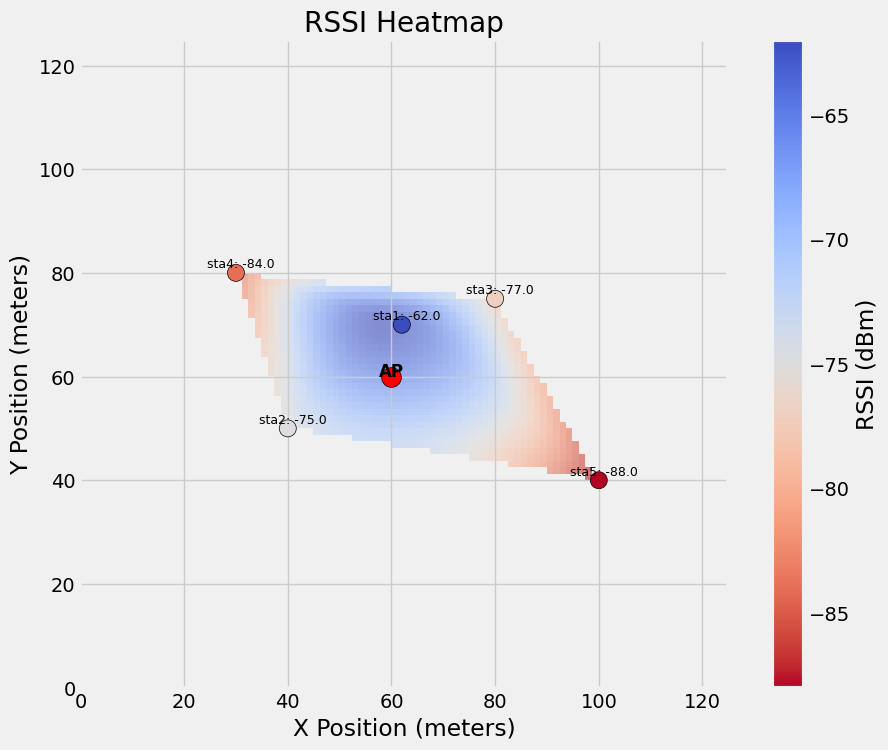 RSSI Heatmap
120
100
80
60
40
20
0
0
20
40
60
80
100
120
X Position (meters)
Y Position (meters)
sta4: -84.0
sta3: -77.0
sta1: -62.0
AP
sta2: -75.0
sta5: -88.0
−65
−70
−75
−80
−85
RSSI (dBm)